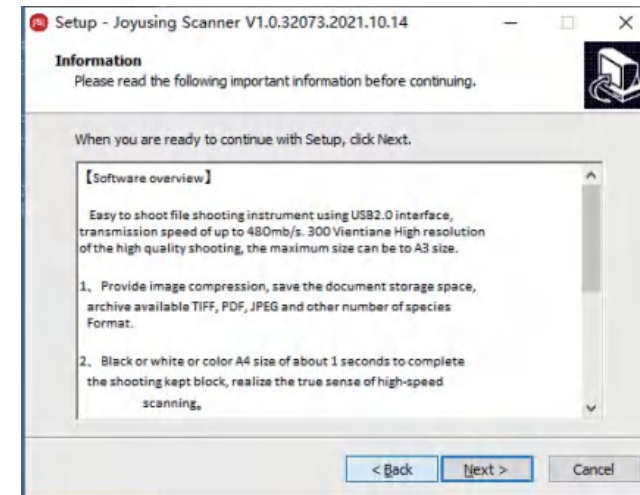 Setup - Joyusing Scanner V1.0.32073.2021.10.14
Information
Please read the following important information before continuing.
When you are ready to continue with Setup, click Next.
【Software overview】
Easy to shoot file shooting instrument using USB2.0 interface,
transmission speed of up to 480mb/s. 300 Vientiane High resolution
of the high quality shooting, the maximum size can be to A3 size.
1、Provide image compression, save the document storage space,
archive available TIFF, PDF, JPEG and other number of species
Format.
2、Black or white or color A4 size of about 1 seconds to complete
the shooting kept block, realize the true sense of high-speed
scanning。
< Back Next > Cancel